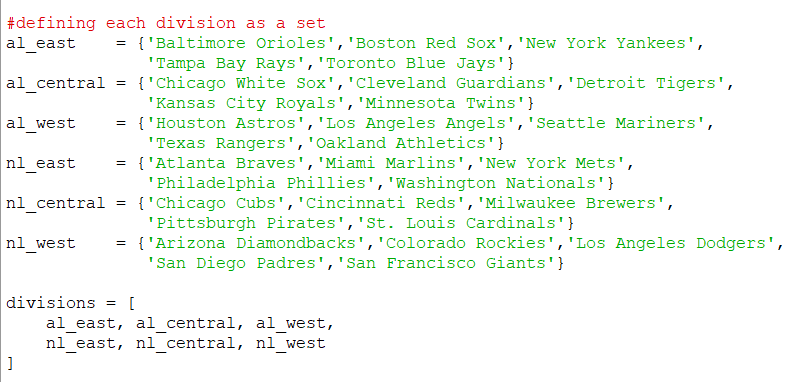 #defining each division as a set
al_east    = {'Baltimore Orioles','Boston Red Sox','New York Yankees',
              'Tampa Bay Rays','Toronto Blue Jays'}
al_central = {'Chicago White Sox','Cleveland Guardians','Detroit Tigers',
              'Kansas City Royals','Minnesota Twins'}
al_west    = {'Houston Astros','Los Angeles Angels','Seattle Mariners',
              'Texas Rangers','Oakland Athletics'}
nl_east    = {'Atlanta Braves','Miami Marlins','New York Mets',
              'Philadelphia Phillies','Washington Nationals'}
nl_central = {'Chicago Cubs','Cincinnati Reds','Milwaukee Brewers',
              'Pittsburgh Pirates','St. Louis Cardinals'}
nl_west    = {'Arizona Diamondbacks','Colorado Rockies','Los Angeles Dodgers',
              'San Diego Padres','San Francisco Giants'}

divisions = [
    al_east, al_central, al_west,
    nl_east, nl_central, nl_west
]